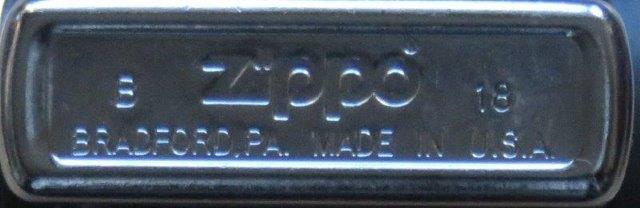 B Zippo 18
BRADFORD, PA. MADE IN U.S.A.